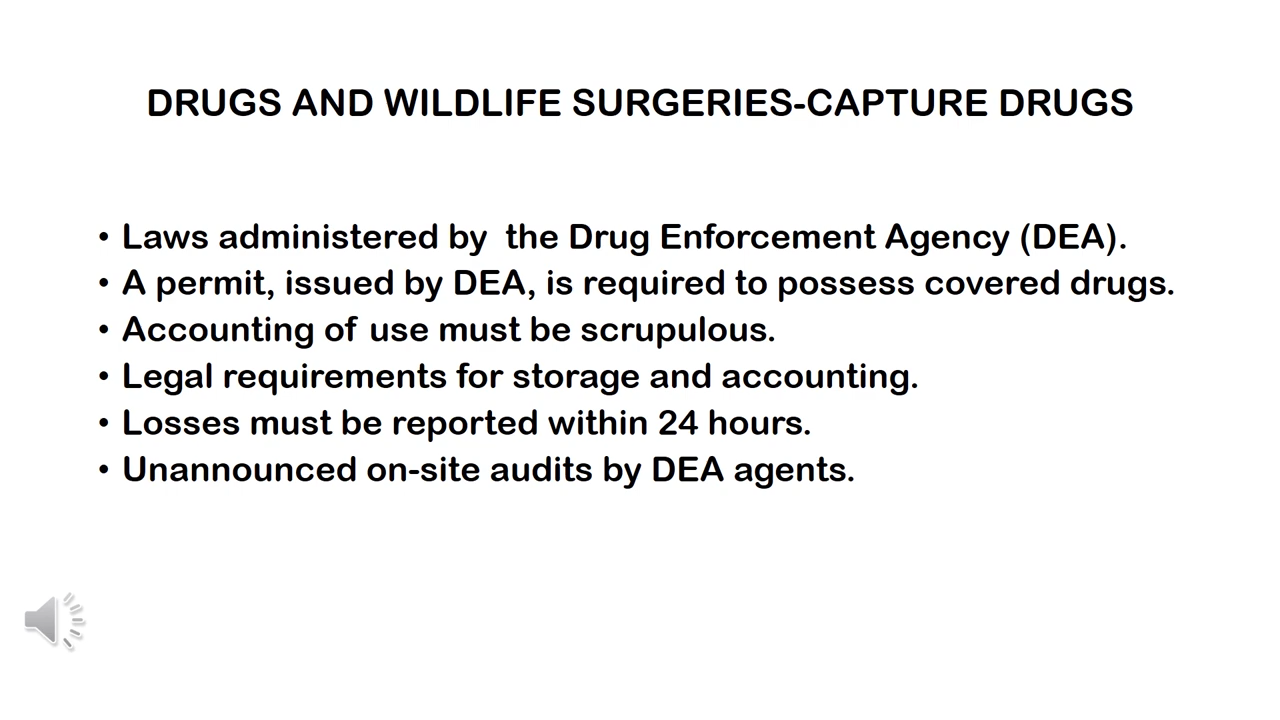 DRUGS AND WILDLIFE SURGERIES-CAPTURE DRUGS
• Laws administered by  the Drug Enforcement Agency (DEA).
• A permit, issued by DEA, is required to possess covered drugs.
• Accounting of use must be scrupulous.
• Legal requirements for storage and accounting.
• Losses must be reported within 24 hours.
• Unannounced on-site audits by DEA agents.